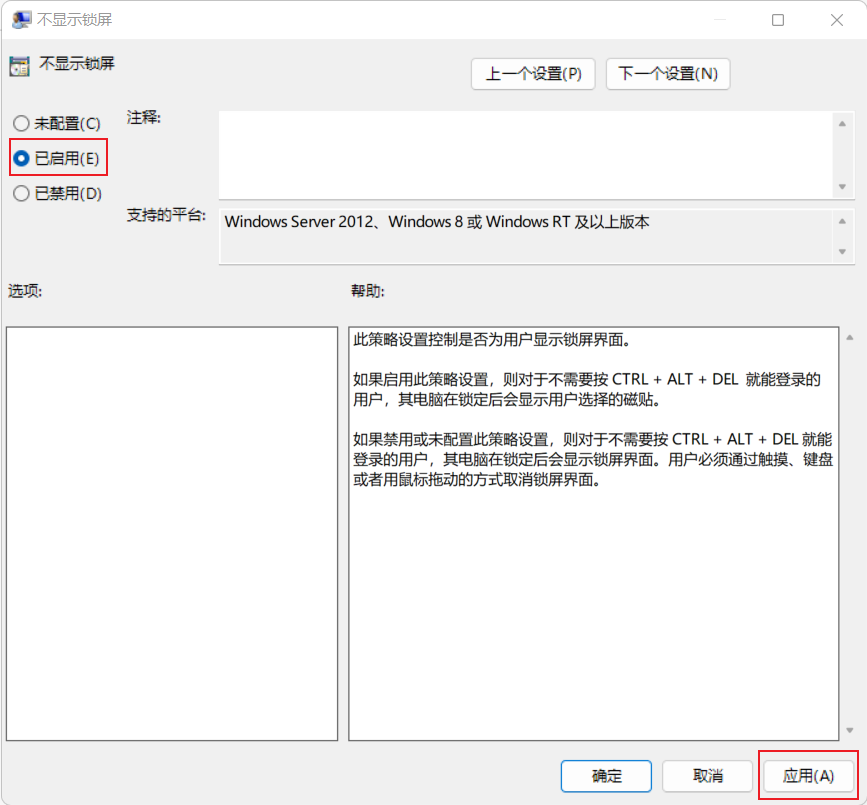 不显示锁屏
不显示锁屏
上一个设置(P)
下一个设置(N)
未配置(C)
已启用(E)
已禁用(D)
注释:
支持的平台:
Windows Server 2012、Windows 8 或 Windows RT 及以上版本
选项:
帮助:
此策略设置控制是否为用户显示锁屏界面。
如果启用此策略设置，则对于不需要按 CTRL + ALT + DEL 就能登录的
用户，其电脑在锁定后会显示用户选择的磁贴。
如果禁用或未配置此策略设置，则对于不需要按 CTRL + ALT + DEL 就能
登录的用户，其电脑在锁定后会显示锁屏界面。用户必须通过触摸、键盘
或者用鼠标拖动的方式取消锁屏界面。
确定
取消
应用(A)